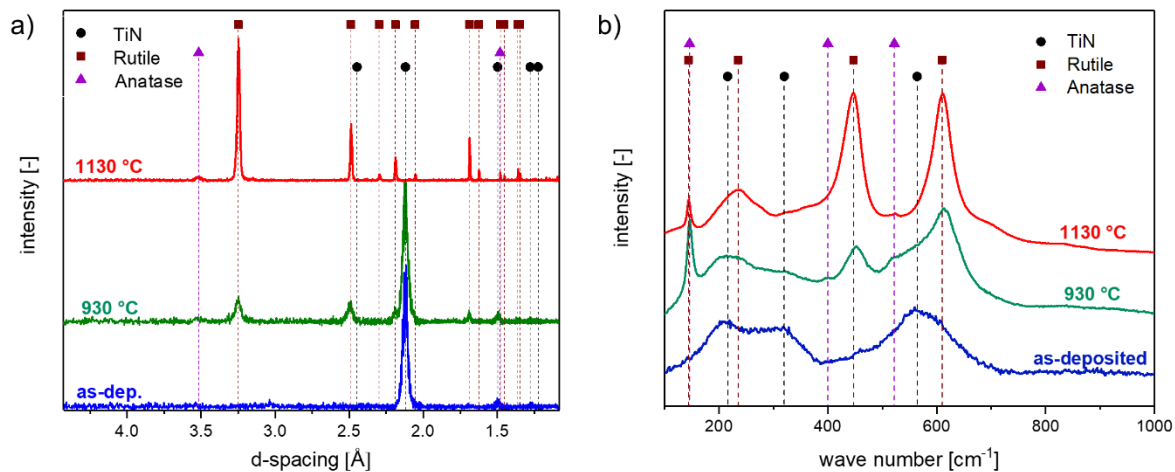 a)
TiN
Rutile
Anatase
1130 °C
930 °C
as-dep.
intensity [-]
4.0 3.5 3.0 2.5 2.0 1.5
d-spacing [Å]
b)
TiN
Rutile
Anatase
1130 °C
930 °C
as-deposited
intensity [-]
200 400 600 800 1000
wave number [cm⁻¹]